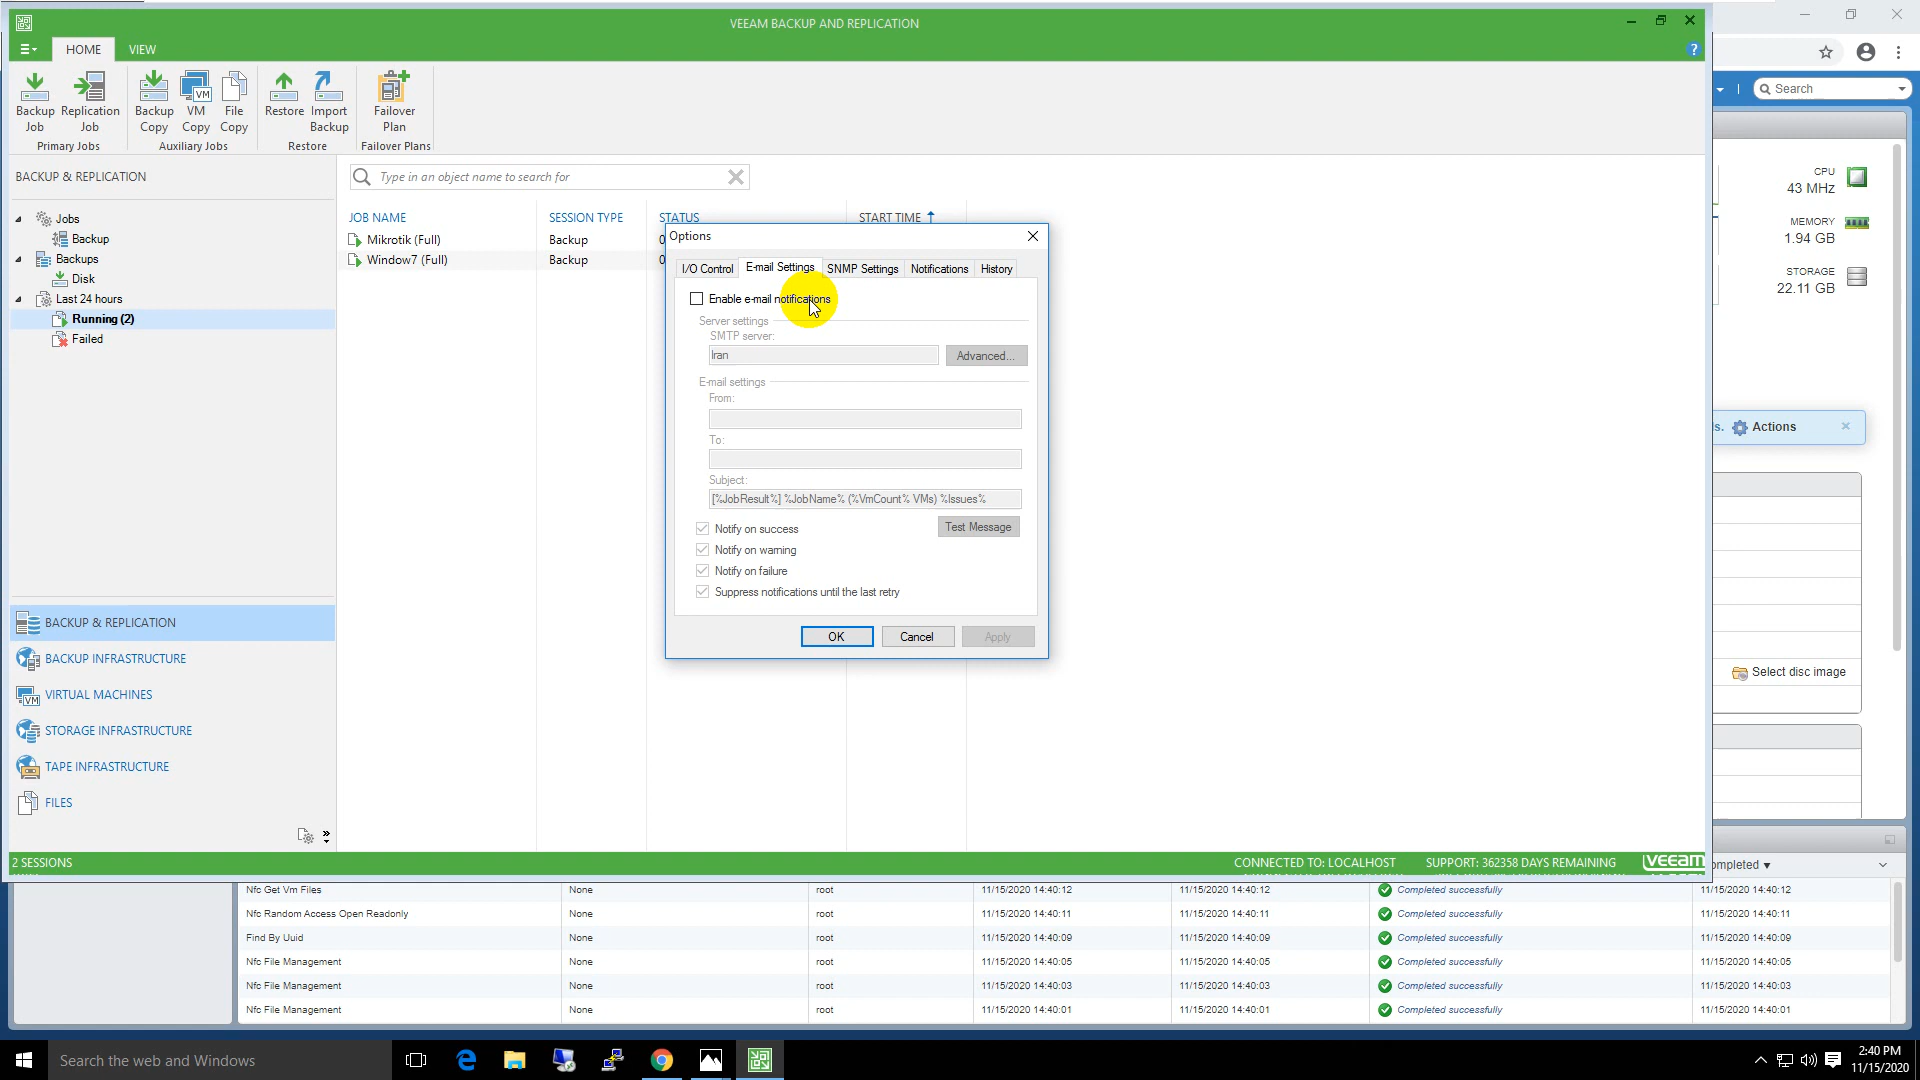 VEEAM BACKUP AND REPLICATION
HOME
VIEW
?
Backup Job
Replication Job
Primary Jobs
Backup Copy
VM Copy
File Copy
Auxiliary Jobs
Restore
Import Backup
Restore
Failover Plan
Failover Plans
Search
BACKUP & REPLICATION
Jobs
Backup
Backups
Disk
Last 24 hours
Running (2)
Failed
Type in an object name to search for
JOB NAME
SESSION TYPE
STATUS
START TIME
Mikrotik (Full)
Backup
0
Window7 (Full)
Backup
0
Options
I/O Control
E-mail Settings
SNMP Settings
Notifications
History
Enable e-mail notifications
Server settings
SMTP server:
Iran
Advanced...
E-mail settings
From:
To:
Subject:
[%JobResult%] %JobName% (%VmCount% VMs) %Issues%
Notify on success
Test Message
Notify on warning
Notify on failure
Suppress notifications until the last retry
OK
Cancel
Apply
CPU
43 MHz
MEMORY
1.94 GB
STORAGE
22.11 GB
s.
Actions
Select disc image
BACKUP & REPLICATION
BACKUP INFRASTRUCTURE
VIRTUAL MACHINES
STORAGE INFRASTRUCTURE
TAPE INFRASTRUCTURE
FILES
2 SESSIONS
CONNECTED TO: LOCALHOST
SUPPORT: 362358 DAYS REMAINING
veeam
ompleted
Nfc Get Vm Files None root 11/15/2020 14:40:12 11/15/2020 14:40:12 Completed successfully 11/15/2020 14:40:12
Nfc Random Access Open Readonly None root 11/15/2020 14:40:11 11/15/2020 14:40:11 Completed successfully 11/15/2020 14:40:11
Find By Uuid None root 11/15/2020 14:40:09 11/15/2020 14:40:09 Completed successfully 11/15/2020 14:40:09
Nfc File Management None root 11/15/2020 14:40:05 11/15/2020 14:40:05 Completed successfully 11/15/2020 14:40:05
Nfc File Management None root 11/15/2020 14:40:03 11/15/2020 14:40:03 Completed successfully 11/15/2020 14:40:03
Nfc File Management None root 11/15/2020 14:40:01 11/15/2020 14:40:01 Completed successfully 11/15/2020 14:40:01
Search the web and Windows
2:40 PM
11/15/2020